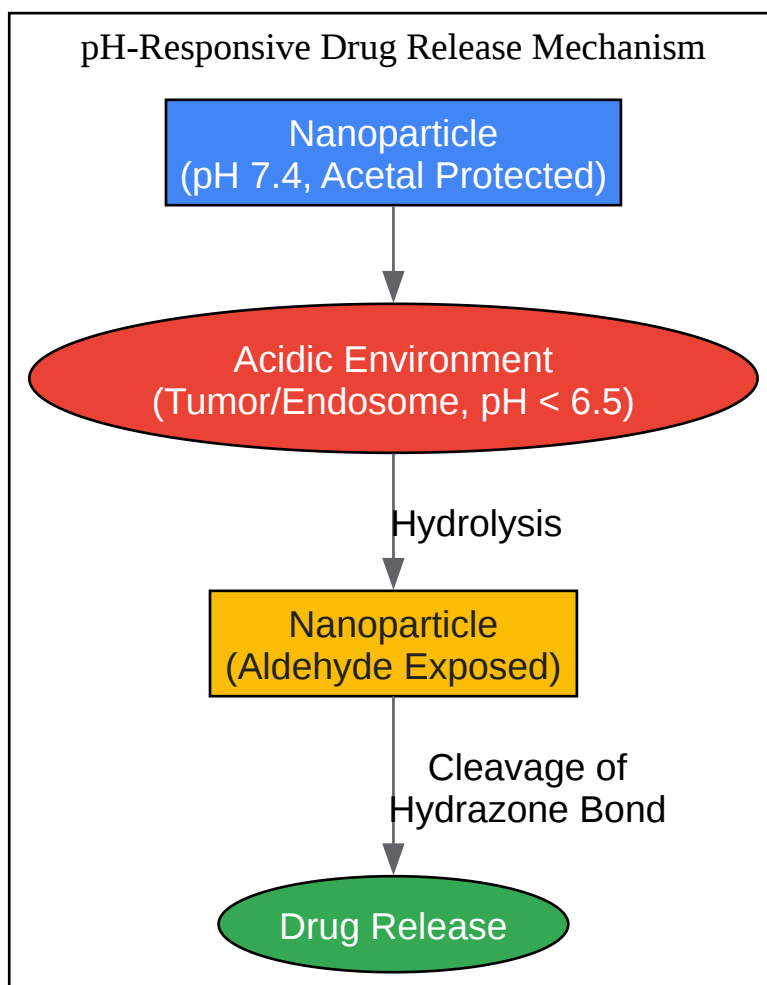 pH-Responsive Drug Release Mechanism
Nanoparticle
(pH 7.4, Acetal Protected)
Acidic Environment
(Tumor/Endosome, pH < 6.5)
Hydrolysis
Nanoparticle
(Aldehyde Exposed)
Cleavage of
Hydrazone Bond
Drug Release